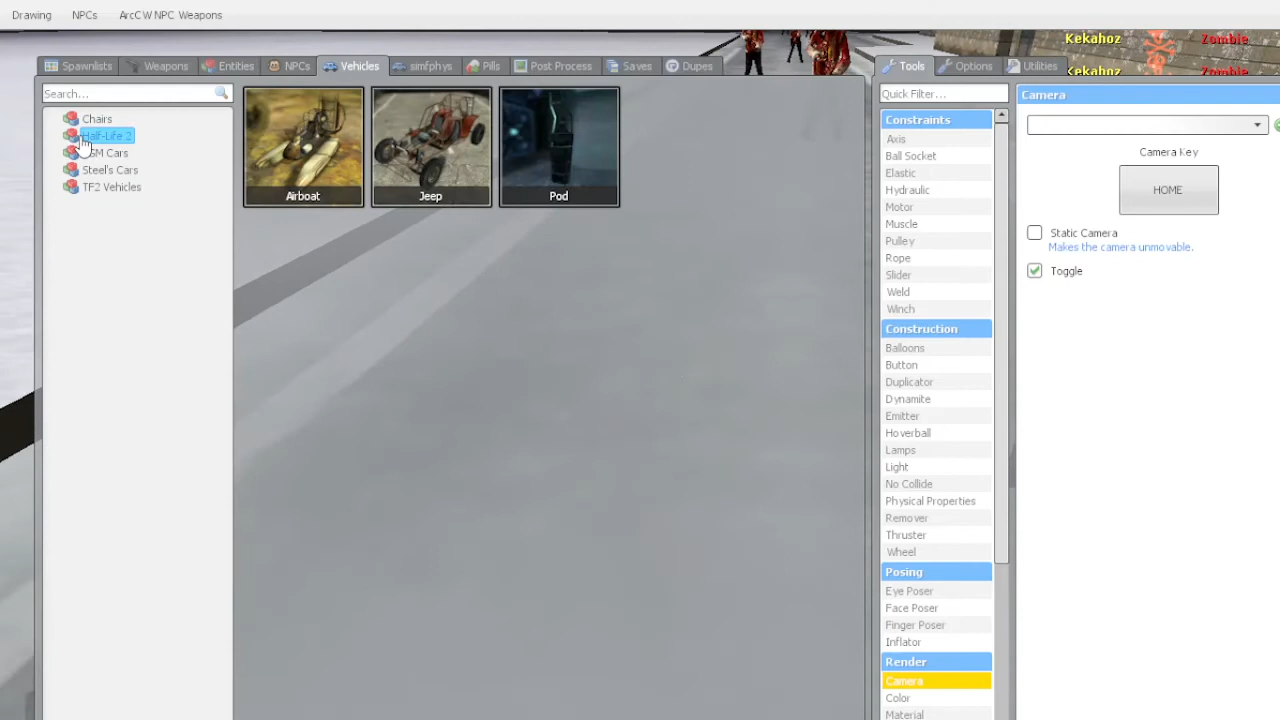 Drawing NPCs ArcCW NPC Weapons
Kekahoz Zombie
Kekahoz Zombie
Spawnlists Weapons Entities NPCs Vehicles simfphys Pills Post Process Saves Dupes
Search...
Chairs
Half-Life 2
Cars
Steel's Cars
TF2 Vehicles
Airboat Jeep Pod
Tools Options Utilities
Quick Filter...
Constraints
Axis
Ball Socket
Elastic
Hydraulic
Motor
Muscle
Pulley
Rope
Slider
Weld
Winch
Construction
Balloons
Button
Duplicator
Dynamite
Emitter
Hoverball
Lamps
Light
No Collide
Physical Properties
Remover
Thruster
Wheel
Posing
Eye Poser
Face Poser
Finger Poser
Inflator
Render
Camera
Color
Material
Camera
Camera Key
HOME
Static Camera
Makes the camera unmovable.
Toggle